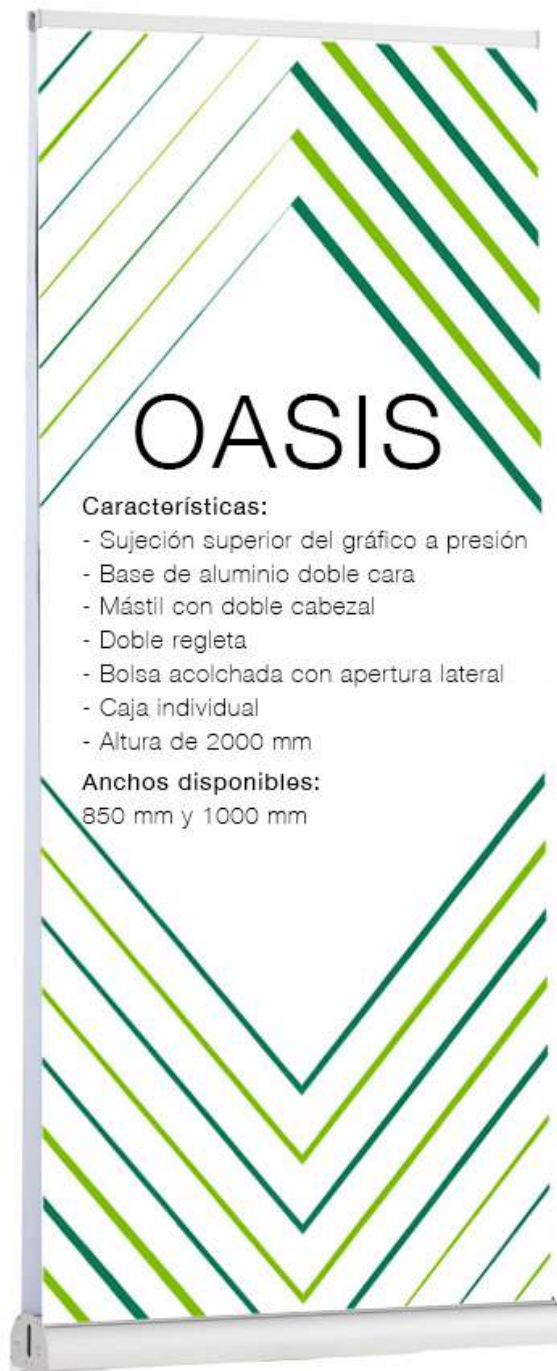 OASIS
Características:
- Sujeción superior del gráfico a presión
- Base de aluminio doble cara
- Mástil con doble cabezal
- Doble regleta
- Bolsa acolchada con apertura lateral
- Caja individual
- Altura de 2000 mm
Anchos disponibles:
850 mm y 1000 mm